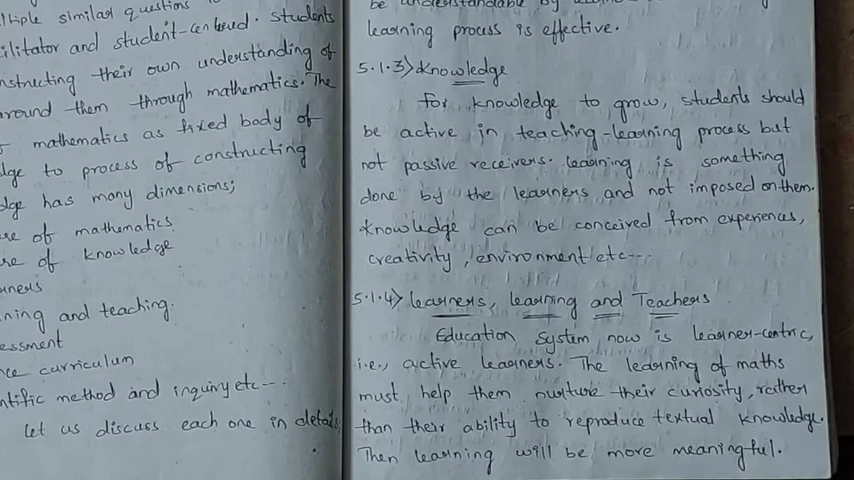 ltiple similar questions
ilitator and student-centered. Students
nstructing their own understanding of
around them through mathematics. The
mathematics as fixed body of
dge to process of constructing
dge has many dimensions;
re of mathematics
re of knowledge
rners
ning and teaching.
essment
nce curriculum
ntific method and inquiry etc---
Let us discuss each one in details.
be understandable by
learning process is effective.
5.1.3> Knowledge
For knowledge to grow, students should
be active in teaching-learning process but
not passive receivers. Learning is something
done by the learners and not imposed on them.
Knowledge can be conceived from experiences,
creativity, environment etc---
5.1.4> Learners, Learning and Teachers
Education System now is learner-centric,
i.e., active learners. The learning of maths
must help them nurture their curiosity, rather
than their ability to reproduce textual knowledge.
Then learning will be more meaningful.